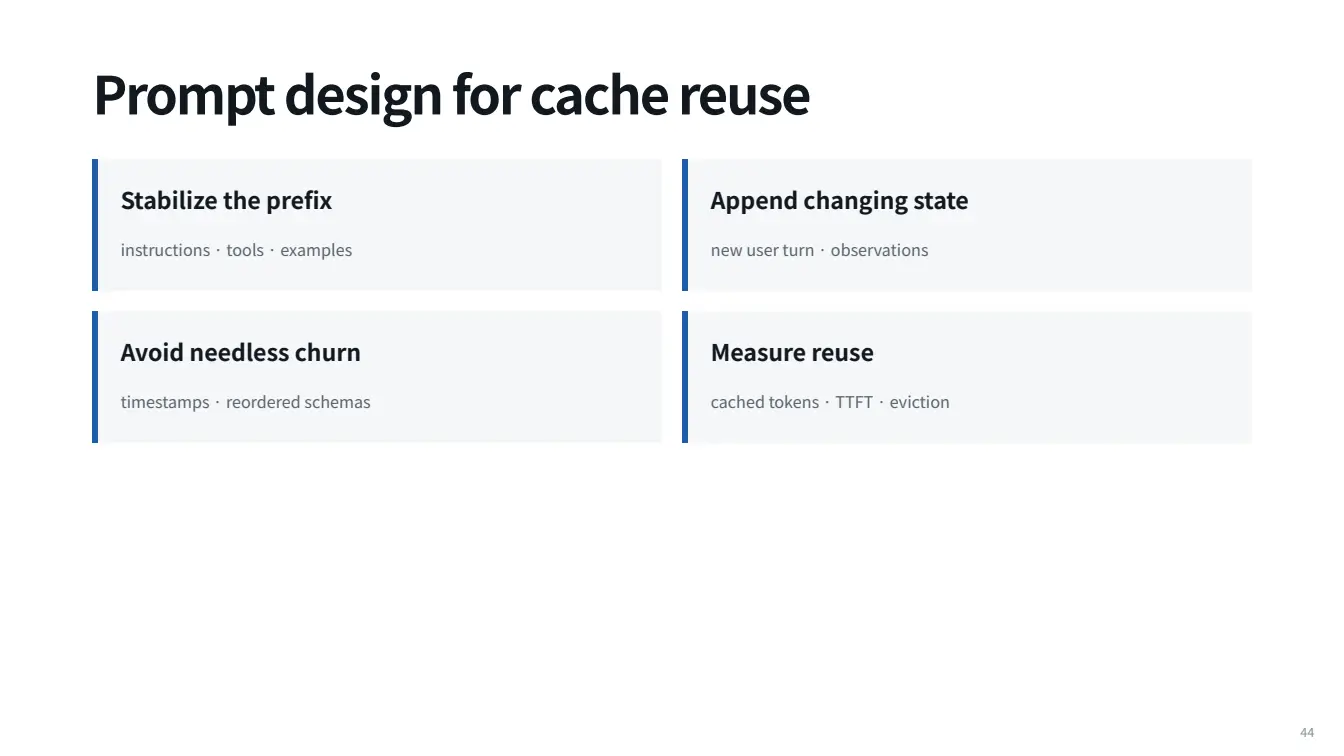 Prompt design for cache reuse
Stabilize the prefix
instructions · tools · examples
Append changing state
new user turn · observations
Avoid needless churn
timestamps · reordered schemas
Measure reuse
cached tokens · TTFT · eviction
44